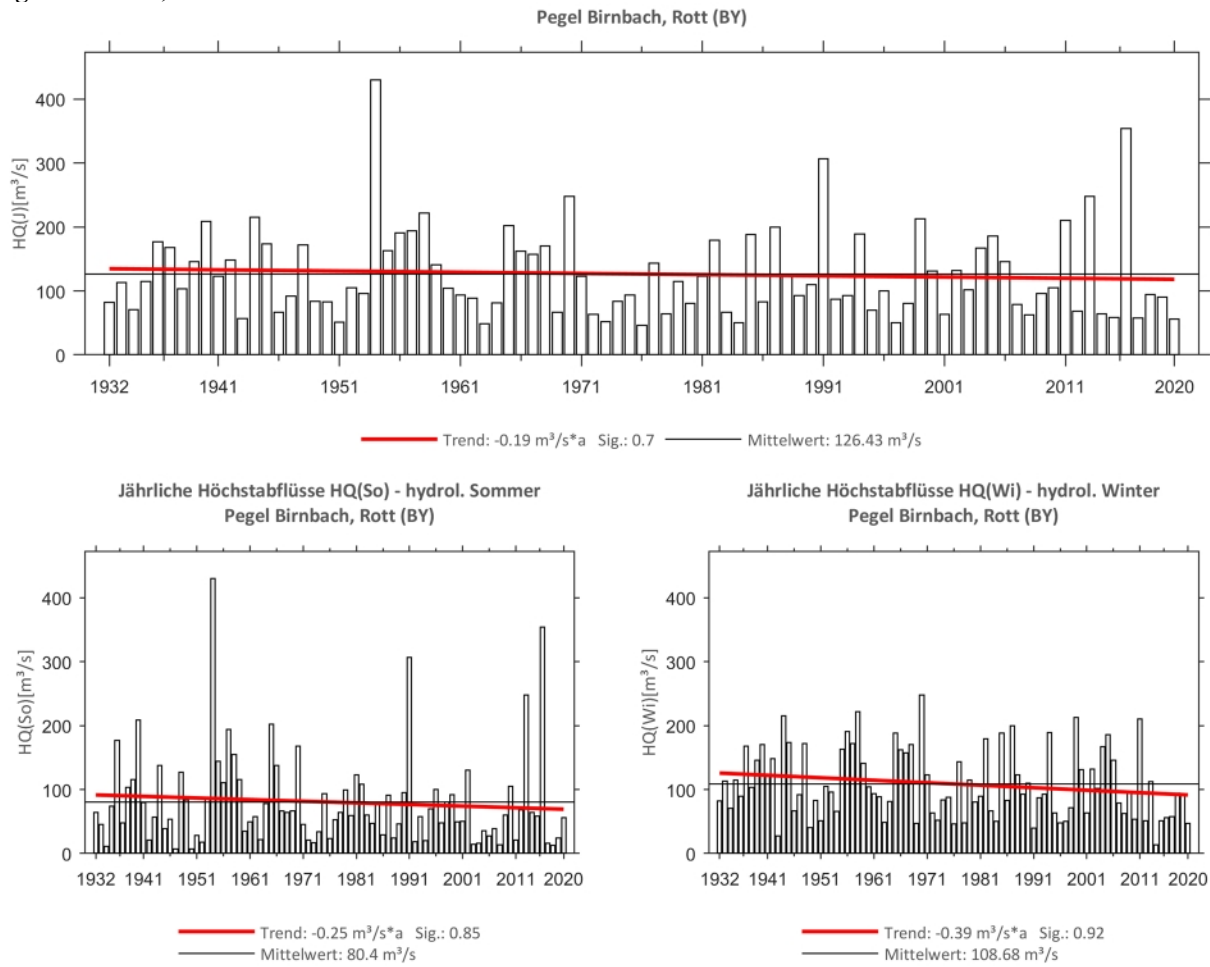 Pegel Birnbach, Rott (BY)
HQ(J)[m³/s]
400
300
200
100
0
1932 1941 1951 1961 1971 1981 1991 2001 2011 2020
Trend: -0.19 m³/s*a Sig.: 0.7 Mittelwert: 126.43 m³/s
Jährliche Höchstabflüsse HQ(So) - hydrol. Sommer
Pegel Birnbach, Rott (BY)
HQ(So)[m³/s]
400
300
200
100
0
1932 1941 1951 1961 1971 1981 1991 2001 2011 2020
Trend: -0.25 m³/s*a Sig.: 0.85
Mittelwert: 80.4 m³/s
Jährliche Höchstabflüsse HQ(Wi) - hydrol. Winter
Pegel Birnbach, Rott (BY)
HQ(Wi)[m³/s]
400
300
200
100
0
1932 1941 1951 1961 1971 1981 1991 2001 2011 2020
Trend: -0.39 m³/s*a Sig.: 0.92
Mittelwert: 108.68 m³/s